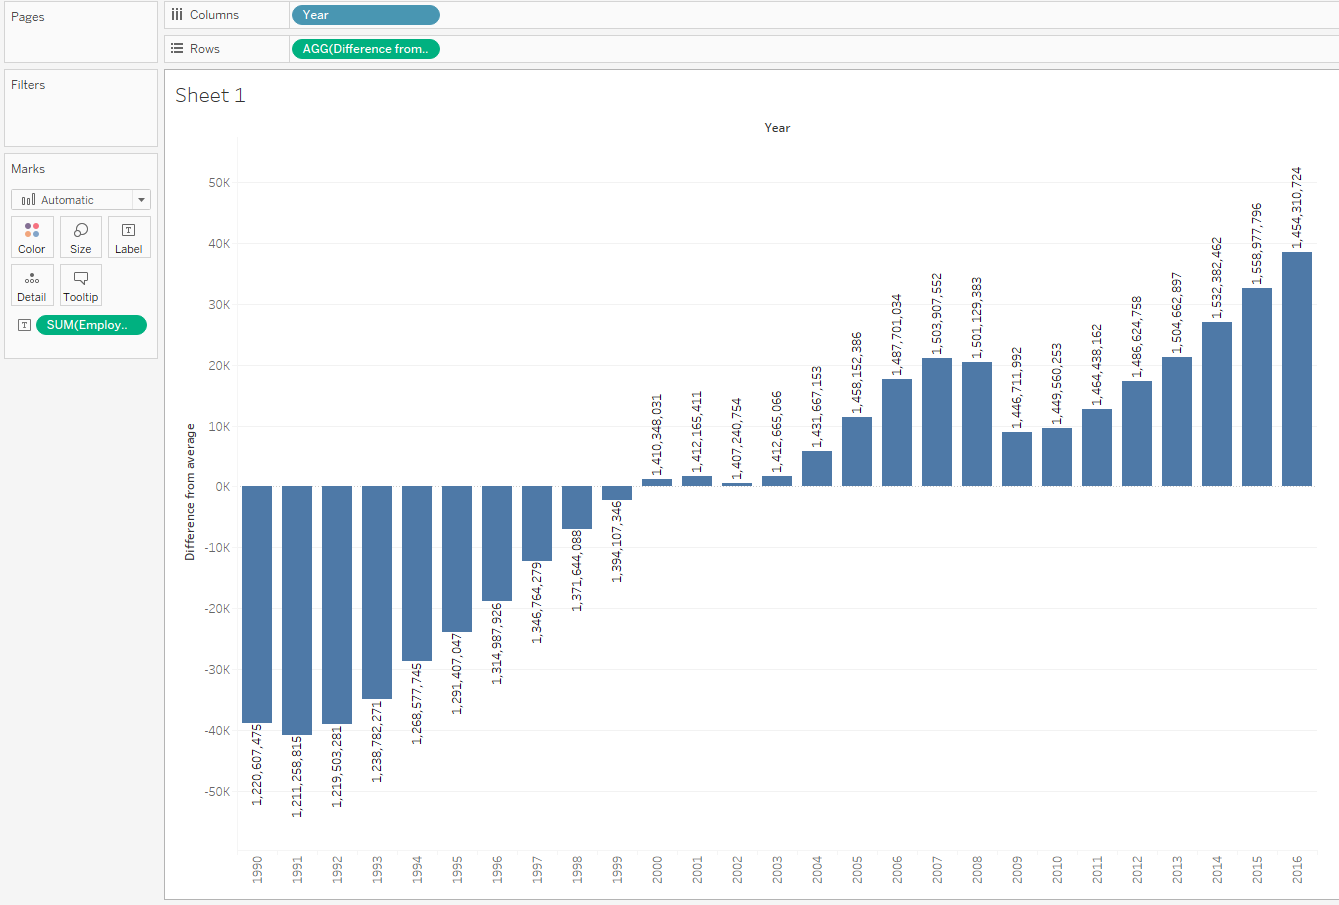 Pages
Columns
Year
Rows
AGG(Difference from..
Filters
Sheet 1
Marks
Automatic
Color
Size
Label
Detail
Tooltip
SUM(Employ..
Year
Difference from average
50K
40K
30K
20K
10K
0K
-10K
-20K
-30K
-40K
-50K
1,220,607,475
1,211,258,815
1,219,503,281
1,238,782,271
1,268,577,745
1,291,407,047
1,314,987,926
1,346,764,279
1,371,644,088
1,394,107,346
1,410,348,031
1,412,165,411
1,407,240,754
1,412,665,066
1,431,667,153
1,458,152,386
1,487,701,034
1,503,907,552
1,501,129,383
1,446,711,992
1,449,560,253
1,464,438,162
1,486,624,758
1,504,662,897
1,532,382,462
1,558,977,796
1,454,310,724
1990
1991
1992
1993
1994
1995
1996
1997
1998
1999
2000
2001
2002
2003
2004
2005
2006
2007
2008
2009
2010
2011
2012
2013
2014
2015
2016